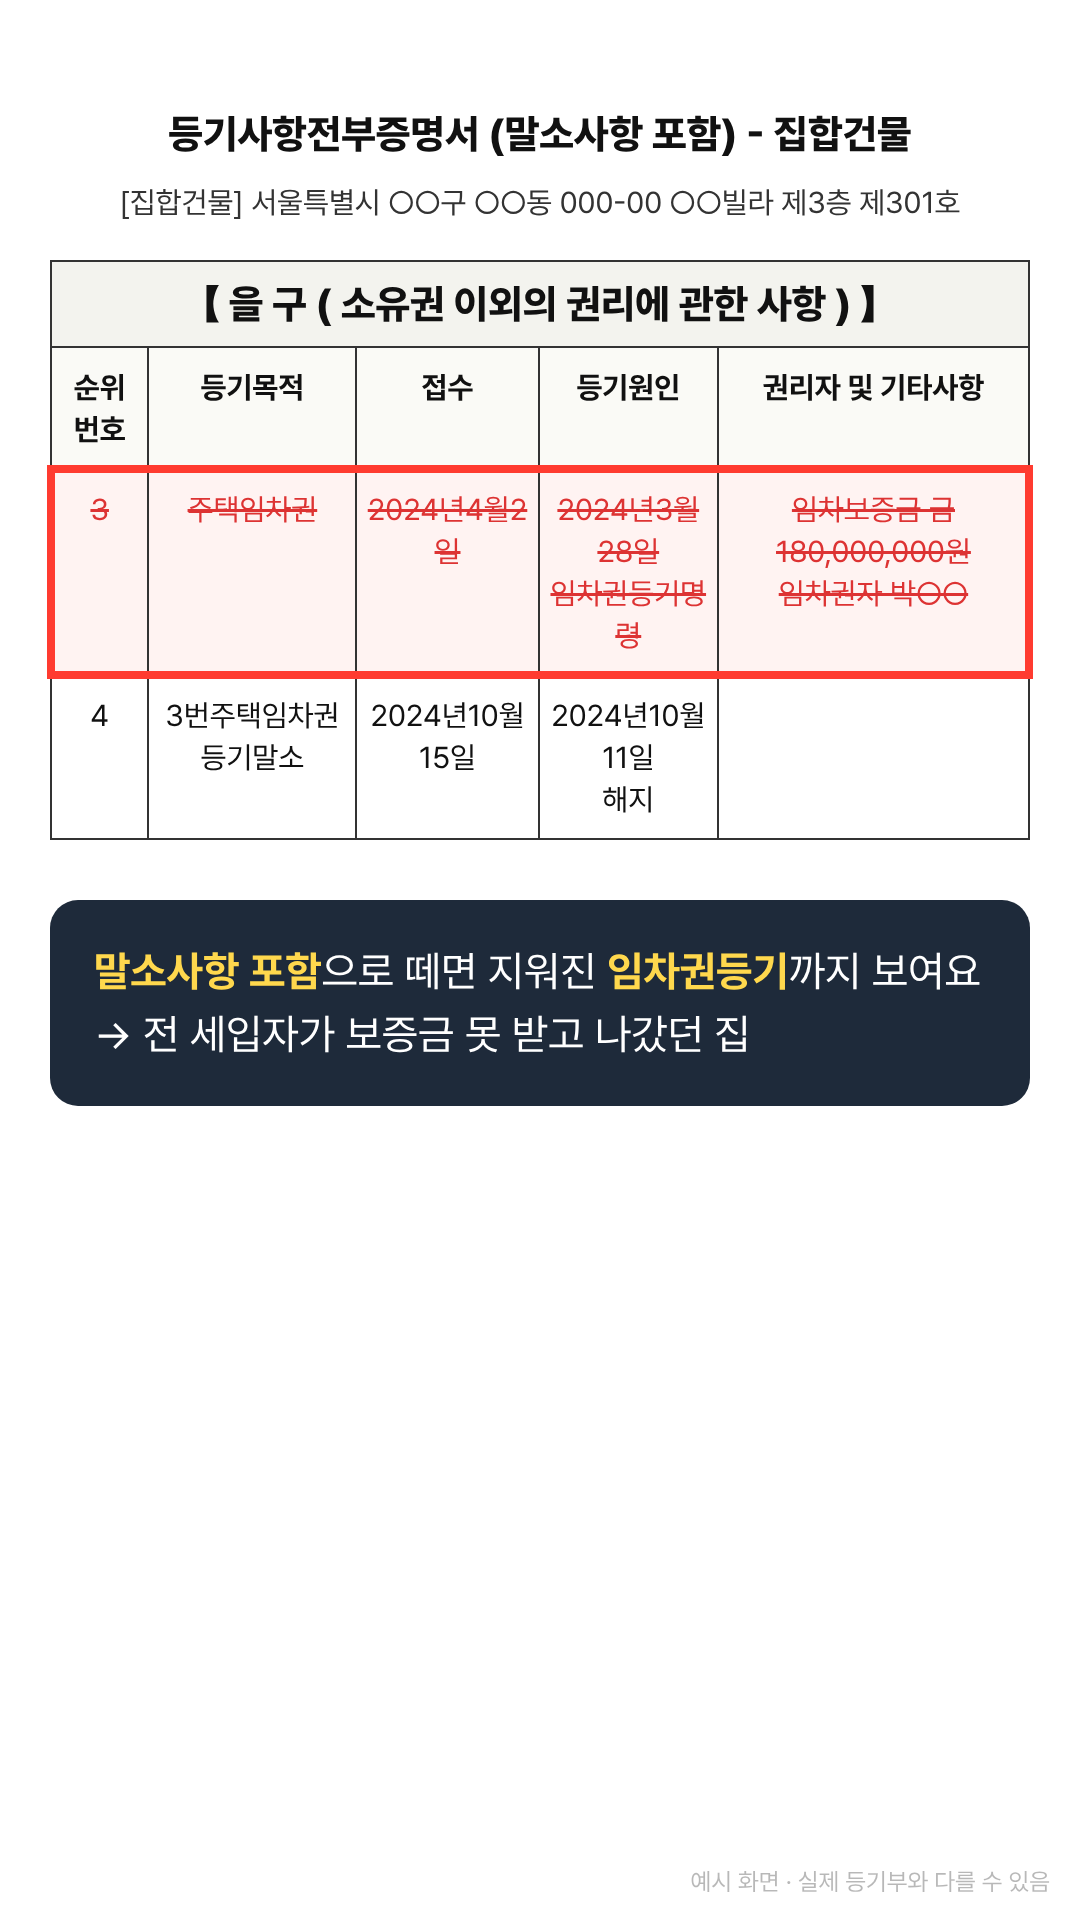 등기사항전부증명서 (말소사항 포함) - 집합건물
[집합건물] 서울특별시 〇〇구 〇〇동 000-00 〇〇빌라 제3층 제301호
【 을 구 ( 소유권 이외의 권리에 관한 사항 ) 】
순위
번호
등기목적
접수
등기원인
권리자 및 기타사항
3
주택임차권
2024년4월2
일
2024년3월
28일
임차권등기명
령
임차보증금 금
180,000,000원
임차권자 박〇〇
4
3번주택임차권
등기말소
2024년10월
15일
2024년10월
11일
해지
말소사항 포함으로 떼면 지워진 임차권등기까지 보여요
→ 전 세입자가 보증금 못 받고 나갔던 집
예시 화면 · 실제 등기부와 다를 수 있음